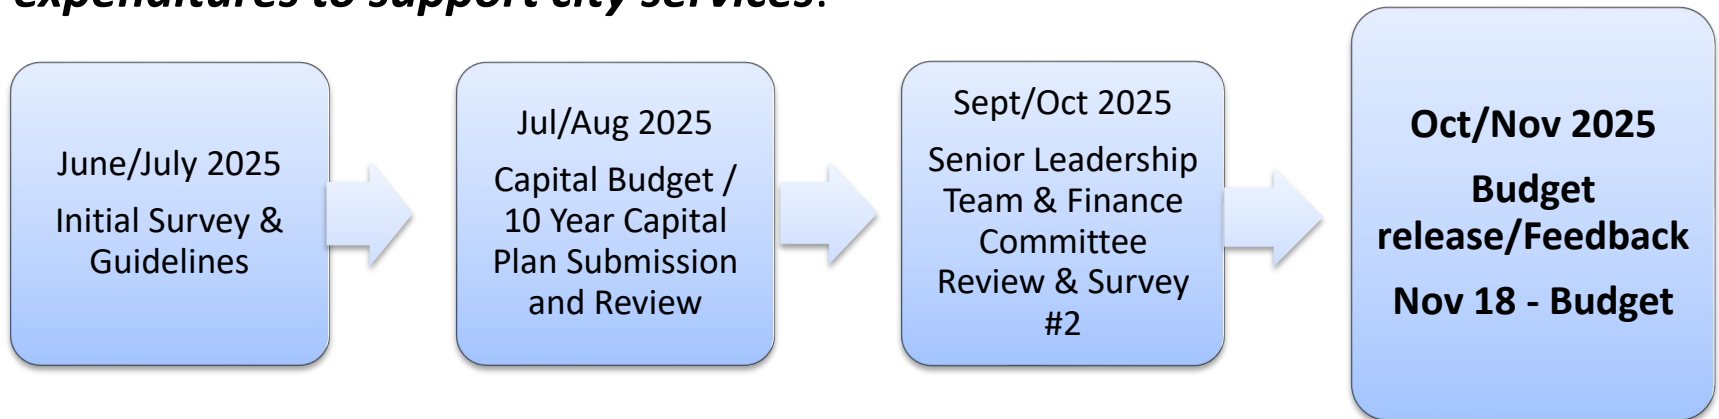 expenditures to support city services.
June/July 2025
Initial Survey &
Guidelines
Jul/Aug 2025
Capital Budget /
10 Year Capital
Plan Submission
and Review
Sept/Oct 2025
Senior Leadership
Team & Finance
Committee
Review & Survey
#2
Oct/Nov 2025
Budget
release/Feedback
Nov 18 - Budget